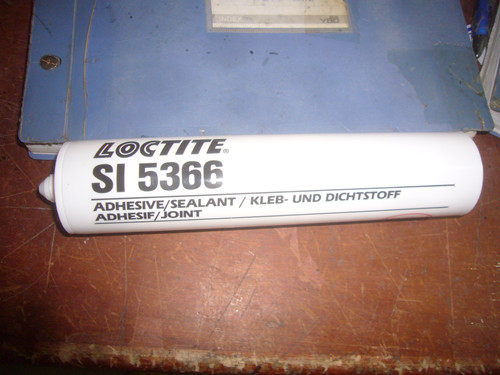 LOCTITE®
SI 5366
ADHESIVE/SEALANT / KLEB- UND DICHTSTOFF
ADHESIF/JOINT